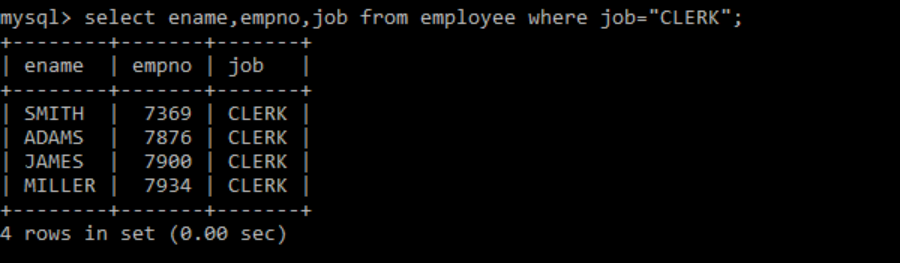 mysql> select ename,empno,job from employee where job="CLERK";
+--------+-------+-------+
| ename  | empno | job   |
+--------+-------+-------+
| SMITH  |  7369 | CLERK |
| ADAMS  |  7876 | CLERK |
| JAMES  |  7900 | CLERK |
| MILLER |  7934 | CLERK |
+--------+-------+-------+
4 rows in set (0.00 sec)